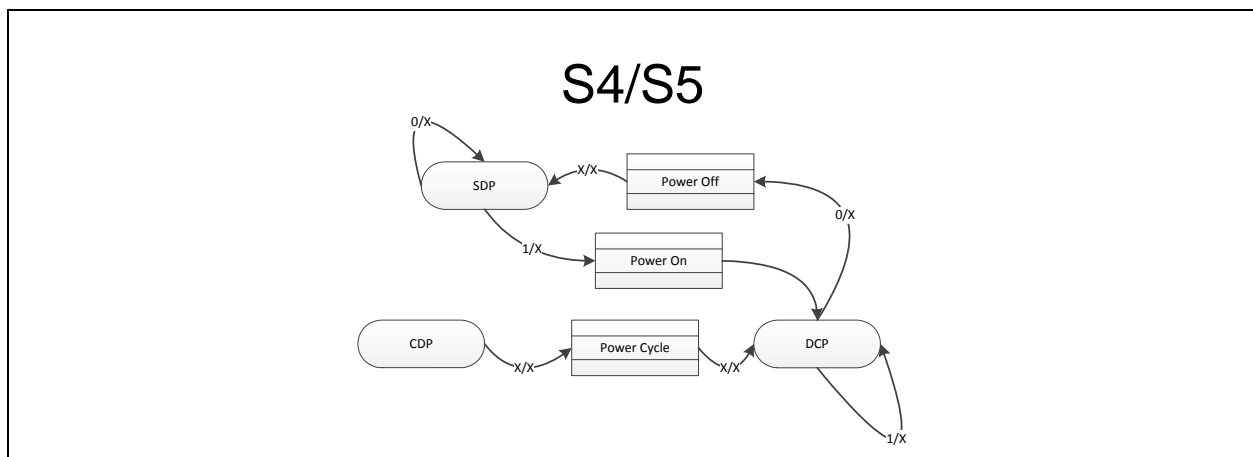 S4/S5
0/X
SDP
X/X
Power Off
0/X
1/X
Power On
CDP
X/X
Power Cycle
X/X
DCP
1/X